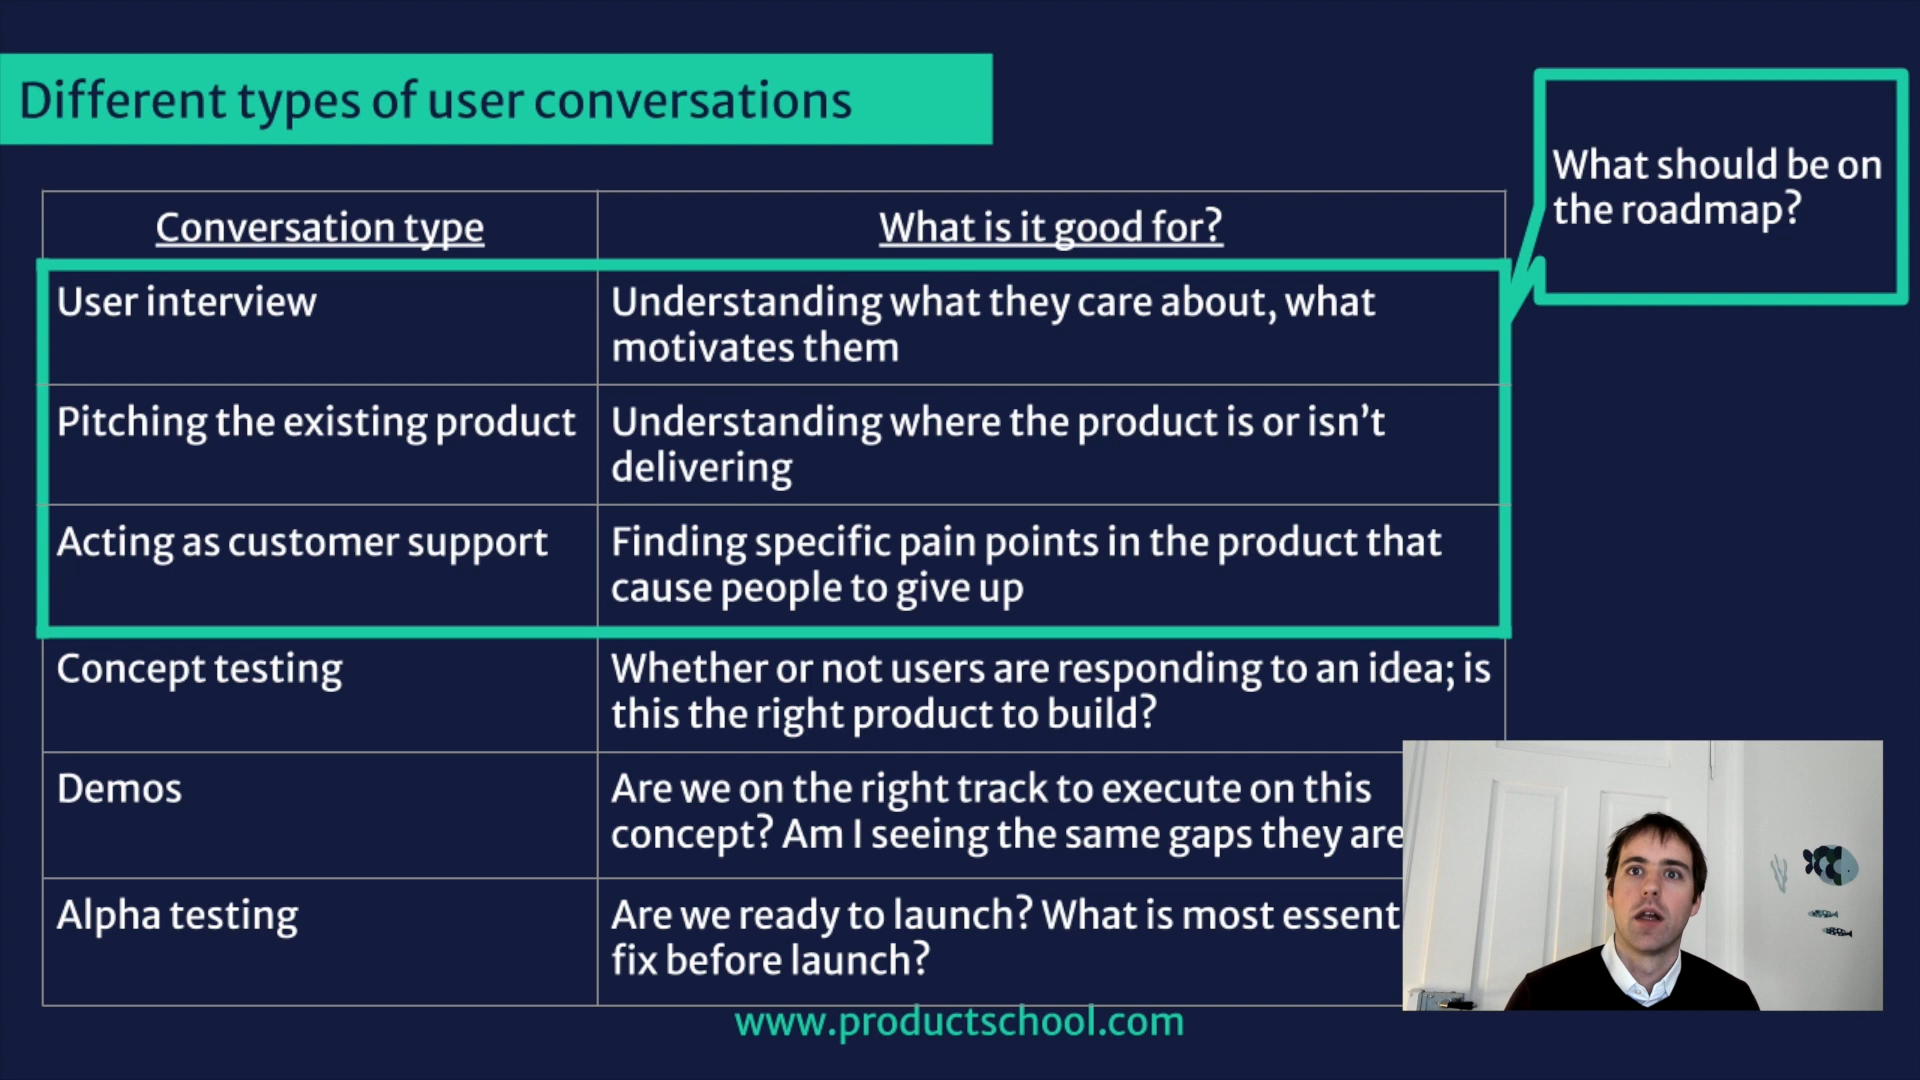 Different types of user conversations
What should be on
the roadmap?
Conversation type
What is it good for?
User interview
Understanding what they care about, what
motivates them
Pitching the existing product
Understanding where the product is or isn’t
delivering
Acting as customer support
Finding specific pain points in the product that
cause people to give up
Concept testing
Whether or not users are responding to an idea; is
this the right product to build?
Demos
Are we on the right track to execute on this
concept? Am I seeing the same gaps they are
Alpha testing
Are we ready to launch? What is most
fix before launch?
www.productschool.com